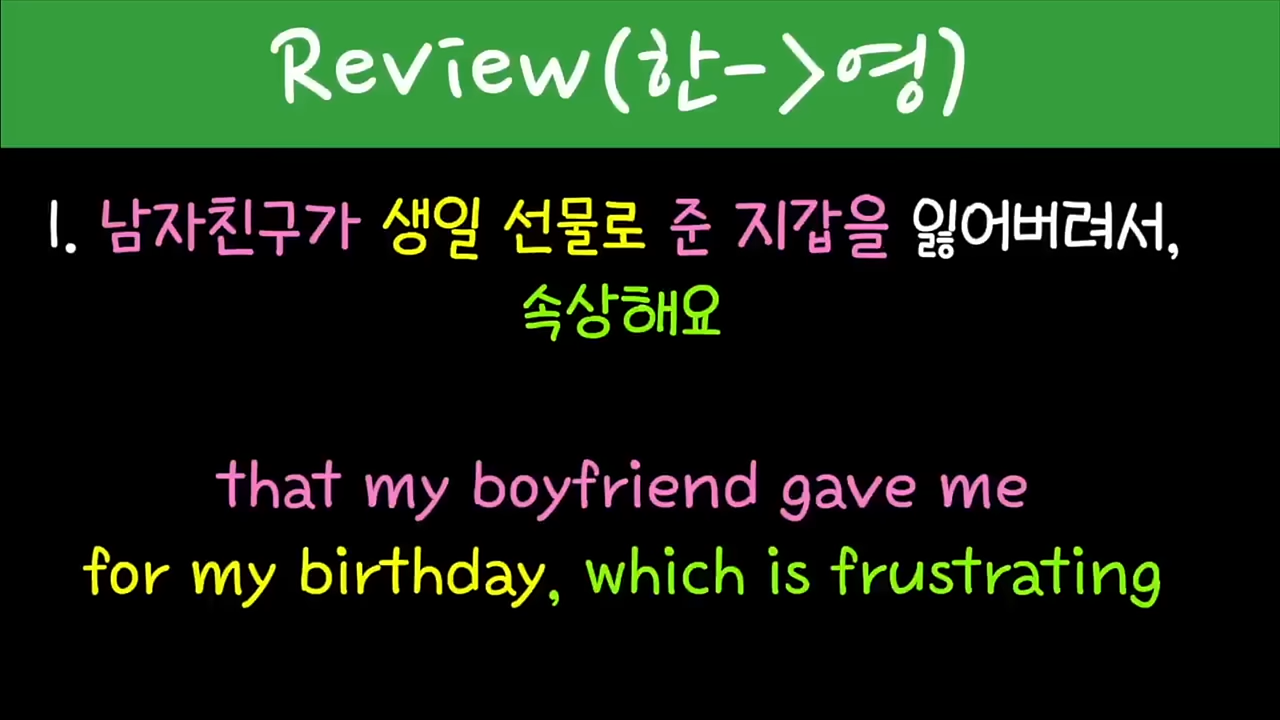 Review(한->영)
1. 남자친구가 생일 선물로 준 지갑을 잃어버려서,
속상해요
that my boyfriend gave me
for my birthday, which is frustrating